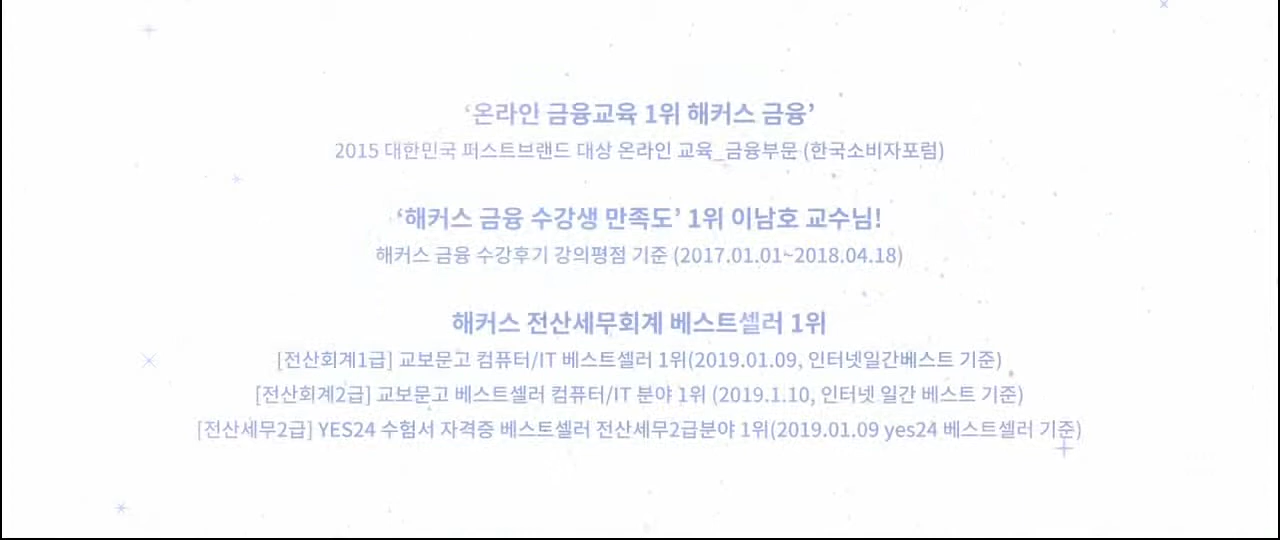 ‘온라인 금융교육 1위 해커스 금융’
2015 대한민국 퍼스트브랜드 대상 온라인 교육_금융부문 (한국소비자포럼)
‘해커스 금융 수강생 만족도’ 1위 이남호 교수님!
해커스 금융 수강후기 강의평점 기준 (2017.01.01~2018.04.18)
해커스 전산세무회계 베스트셀러 1위
[전산회계1급] 교보문고 컴퓨터/IT 베스트셀러 1위(2019.01.09, 인터넷일간베스트 기준)
[전산회계2급] 교보문고 베스트셀러 컴퓨터/IT 분야 1위 (2019.1.10, 인터넷 일간 베스트 기준)
[전산세무2급] YES24 수험서 자격증 베스트셀러 전산세무2급분야 1위(2019.01.09 yes24 베스트셀러 기준)